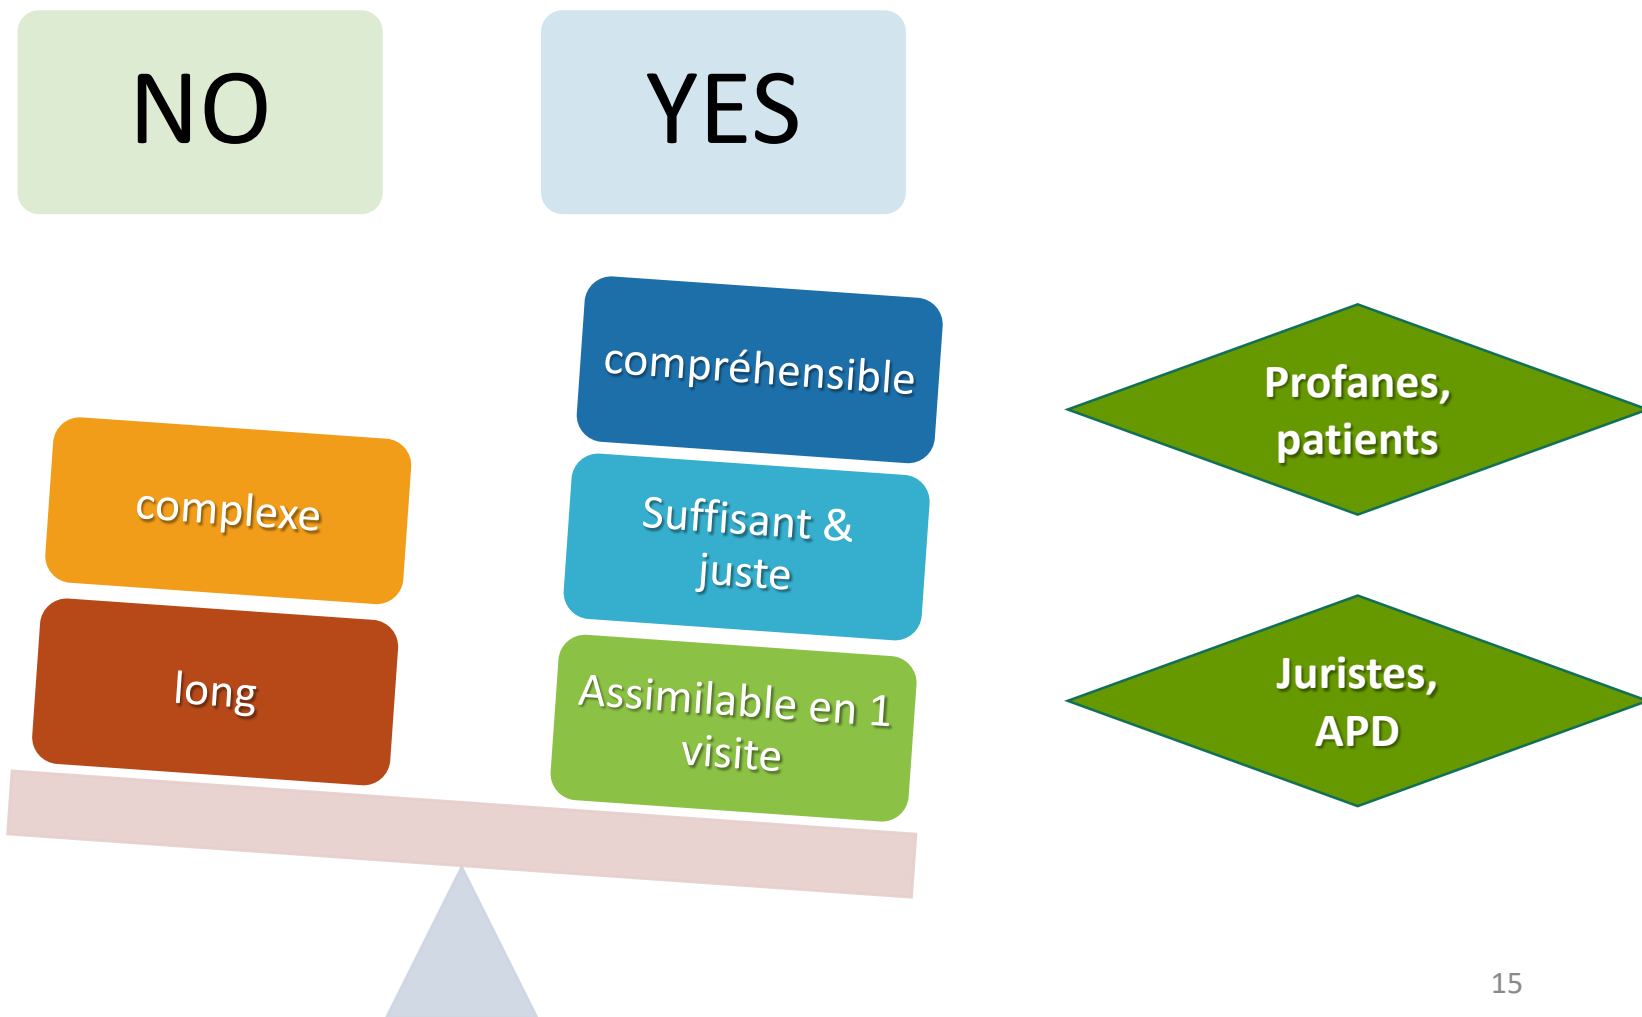 NO
YES
compréhensible
Suffisant &
juste
Assimilable en 1
visite
complexe
long
Profanes,
patients
Juristes,
APD
15